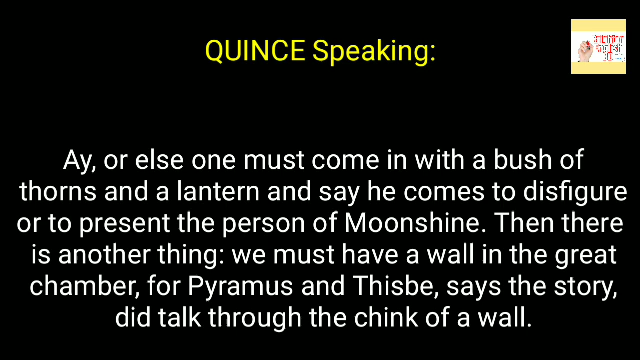 QUINCE Speaking:
Ay, or else one must come in with a bush of
thorns and a lantern and say he comes to disfigure
or to present the person of Moonshine. Then there
is another thing: we must have a wall in the great
chamber, for Pyramus and Thisbe, says the story,
did talk through the chink of a wall.